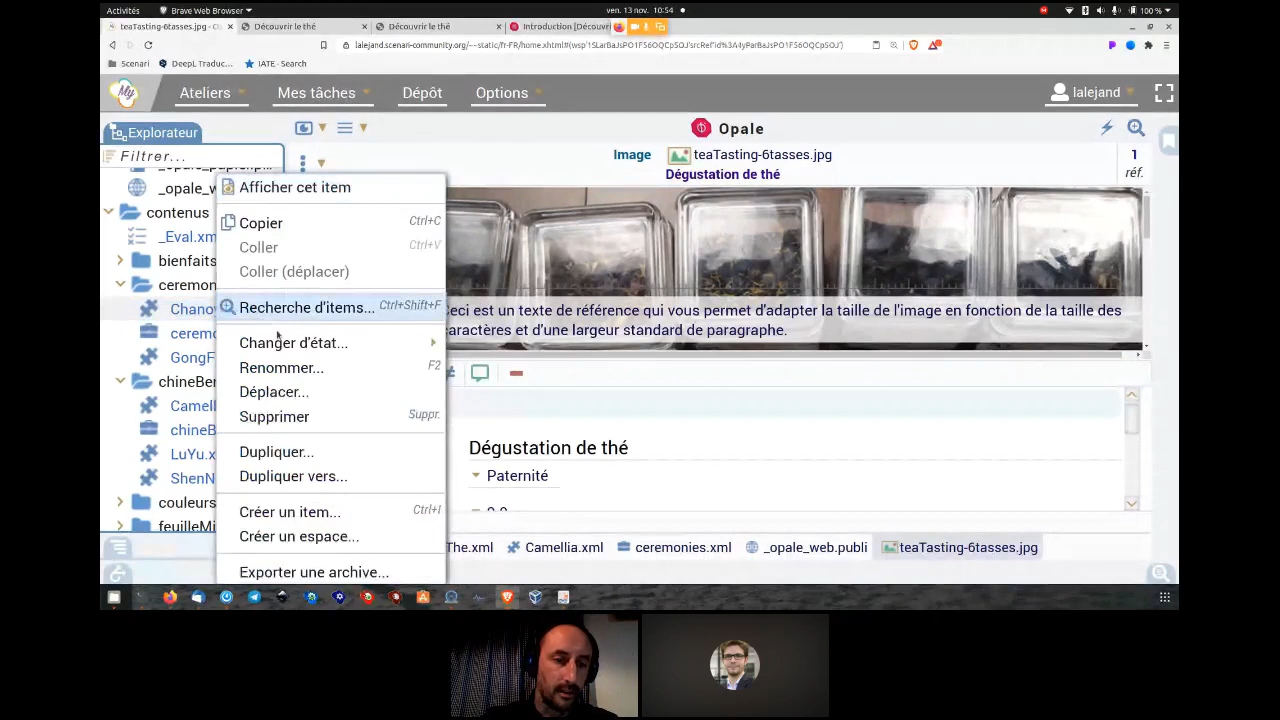 Activités
Brave Web Browser
ven. 13 nov. 10:54
100 %
teaTasting-6tasses.jpg - C
Découvrir le thé
Découvrir le thé
Introduction [Découvri
Scenari
DeepL Traduc...
IATE - Search
My
Ateliers
Mes tâches
Dépôt
Options
lalejand
Explorateur
Filtrer...
Opale
Image
teaTasting-6tasses.jpg
Dégustation de thé
1
réf.
_opale_w
contenus
_Eval.xm
bienfaits
ceremon
Chano
ceremo
GongF
chineBer
Camell
chineB
LuYu.x
ShenN
couleurs
feuilleMi
Afficher cet item
Copier Ctrl+C
Coller Ctrl+V
Coller (déplacer)
Recherche d'items... Ctrl+Shift+F
Changer d'état...
Renommer... F2
Déplacer...
Supprimer Suppr.
Dupliquer...
Dupliquer vers...
Créer un item... Ctrl+I
Créer un espace...
Exporter une archive...
Ceci est un texte de référence qui vous permet d'adapter la taille de l'image en fonction de la taille des
aractères et d'une largeur standard de paragraphe.
Dégustation de thé
Paternité
The.xml
Camellia.xml
ceremonies.xml
_opale_web.publi
teaTasting-6tasses.jpg